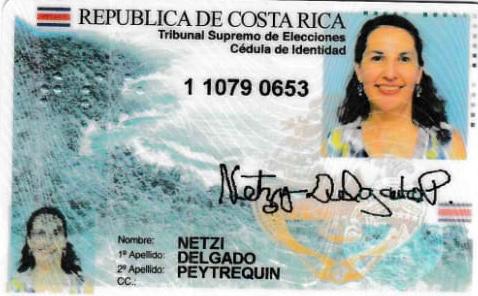 REPUBLICA DE COSTA RICA
Tribunal Supremo de Elecciones
Cédula de Identidad
1 1079 0653
Netzy Delgado P.
Nombre: NETZI
1º Apellido: DELGADO
2º Apellido: PEYTREQUIN
CC.: